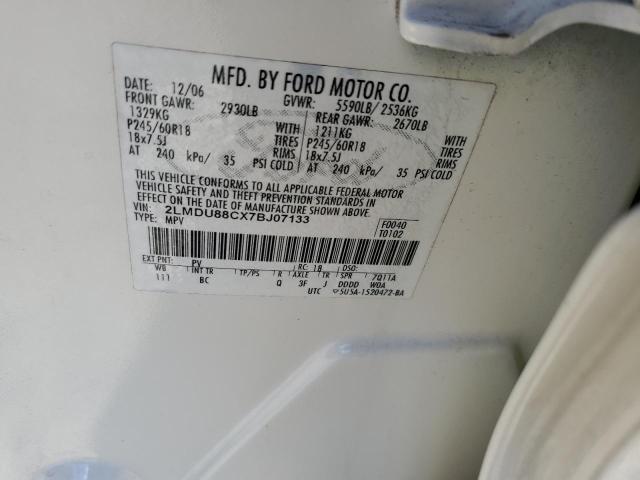 MFD. BY FORD MOTOR CO.
DATE: 12/06 GVWR: 5590LB/ 2536KG
FRONT GAWR: 2930LB REAR GAWR: 2670LB
1329KG 1211KG
P245/60R18 WITH TIRES P245/60R18 WITH TIRES
18x7.5J RIMS 18x7.5J RIMS
AT 240 kPa/ 35 PSI COLD AT 240 kPa/ 35 PSI COLD
THIS VEHICLE CONFORMS TO ALL APPLICABLE FEDERAL MOTOR
VEHICLE SAFETY AND THEFT PREVENTION STANDARDS IN
EFFECT ON THE DATE OF MANUFACTURE SHOWN ABOVE.
VIN: 2LMDU88CX7BJ07133 F0040
TYPE: MPV T0102
EXT PNT: PV RC: 18 DSO:
WB INT TR TP/PS R AXLE TR SPR 7Q11A
111 BC Q 3F J DDDD W0A
UTC 5U5A-1520472-BA